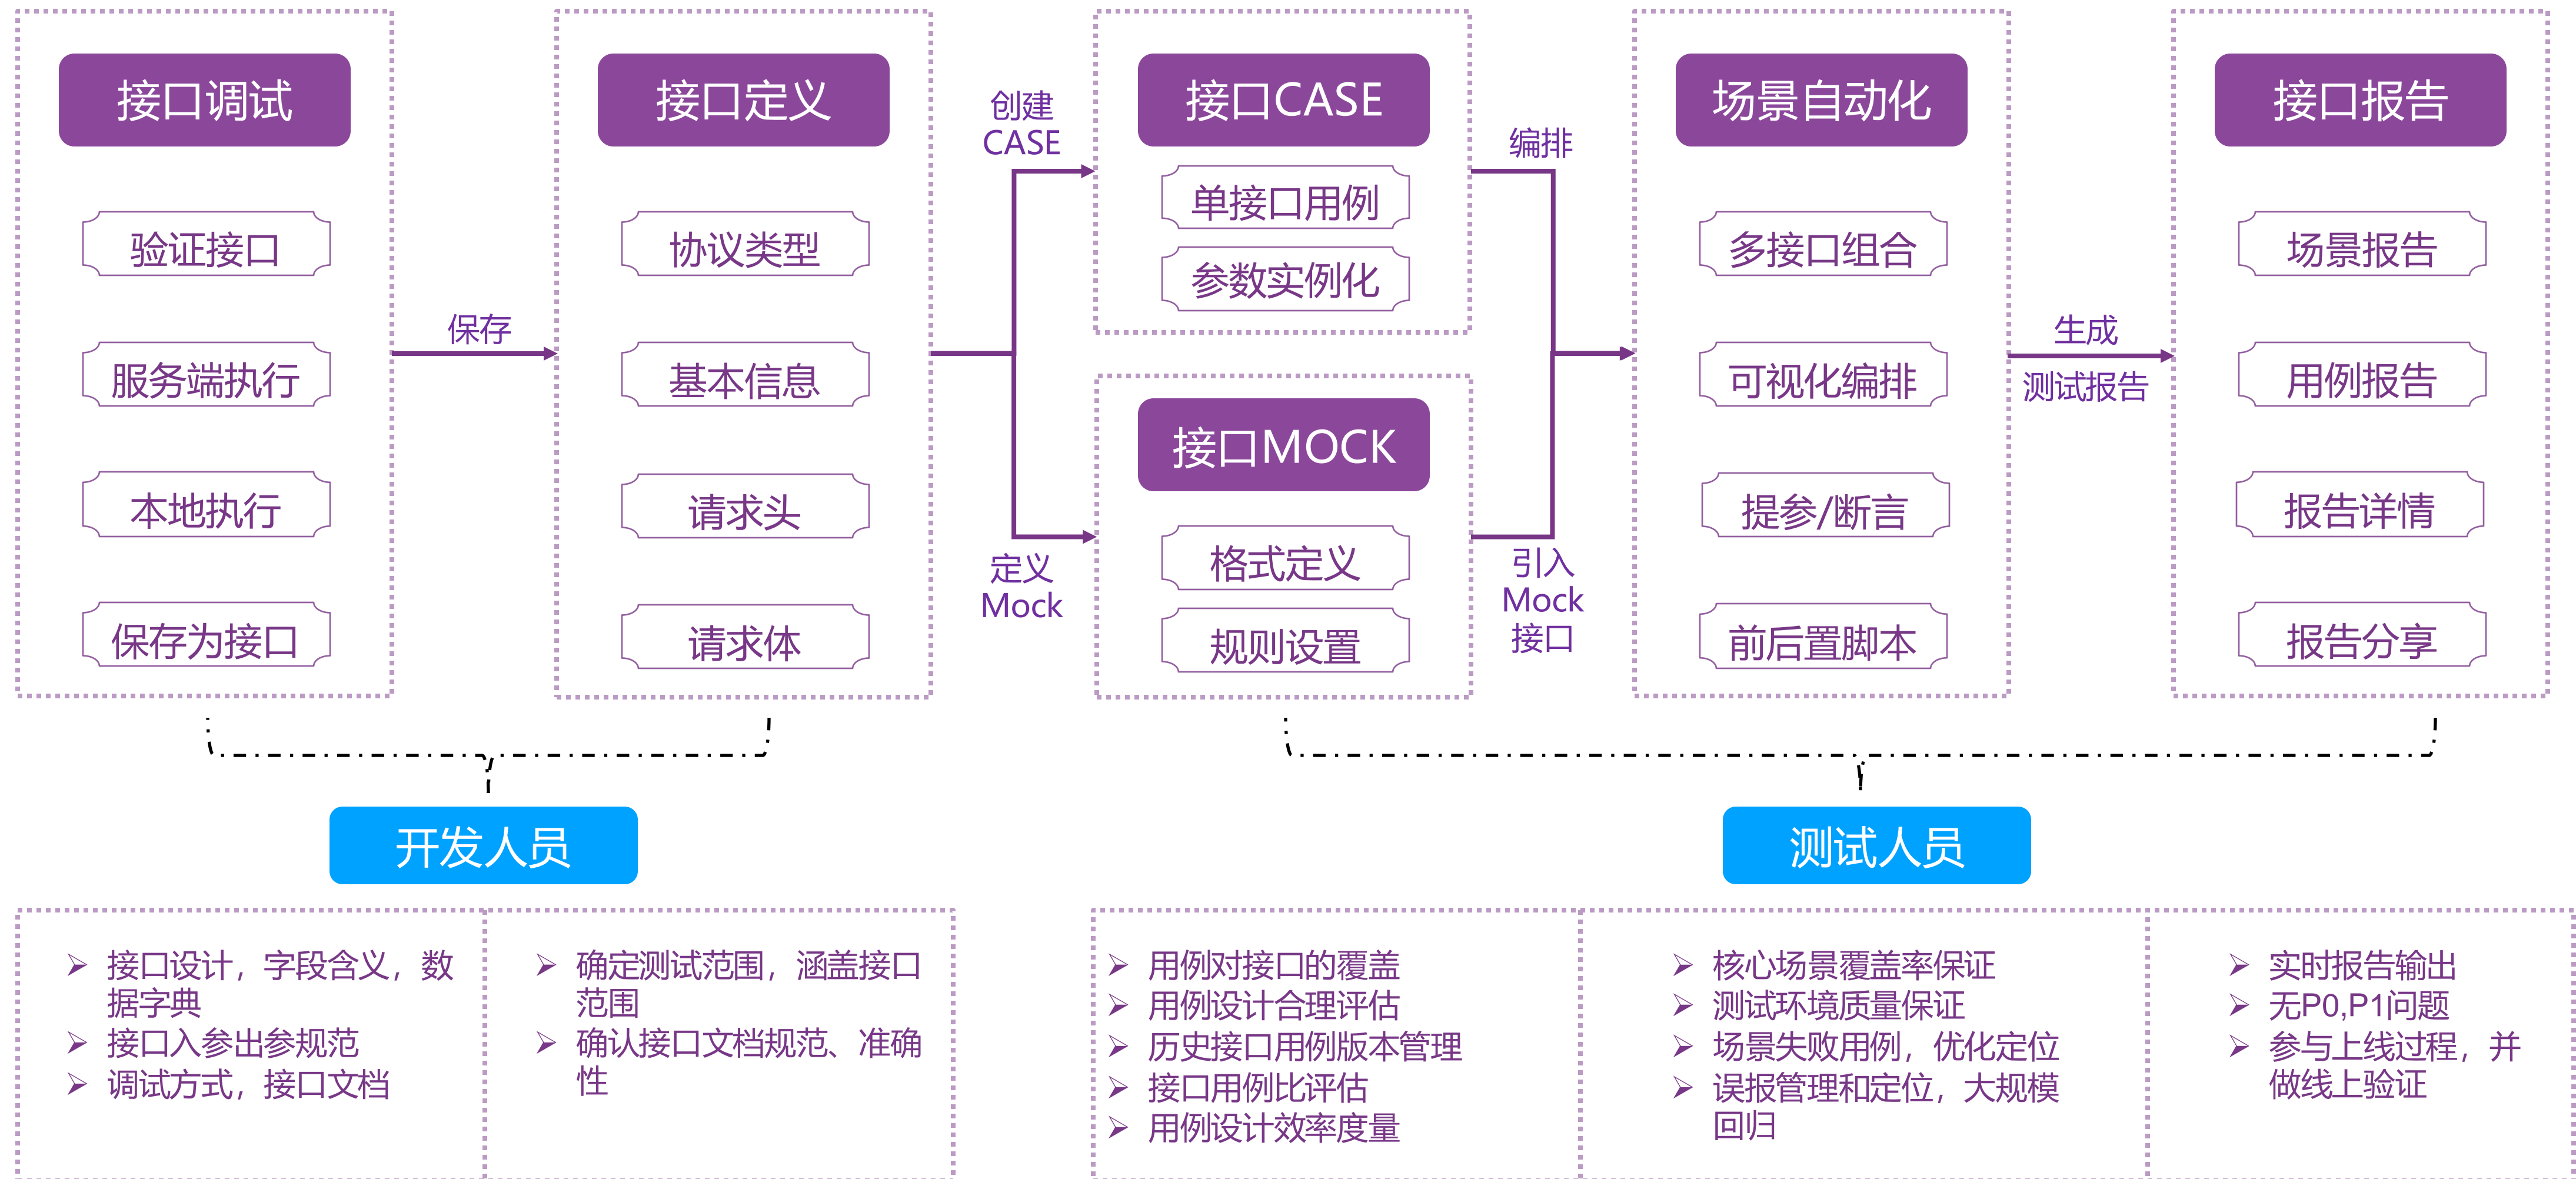 接口调试
验证接口
服务端执行
本地执行
保存为接口
保存
接口定义
协议类型
基本信息
请求头
请求体
创建
CASE
定义
Mock
接口CASE
单接口用例
参数实例化
接口MOCK
格式定义
规则设置
编排
引入
Mock
接口
场景自动化
多接口组合
可视化编排
提参/断言
前后置脚本
生成
测试报告
接口报告
场景报告
用例报告
报告详情
报告分享
开发人员
测试人员
接口设计，字段含义，数
据字典
接口入参出参规范
调试方式，接口文档
确定测试范围，涵盖接口
范围
确认接口文档规范、准确
性
用例对接口的覆盖
用例设计合理评估
历史接口用例版本管理
接口用例比评估
用例设计效率度量
核心场景覆盖率保证
测试环境质量保证
场景失败用例，优化定位
误报管理和定位，大规模
回归
实时报告输出
无P0,P1问题
参与上线过程，并
做线上验证